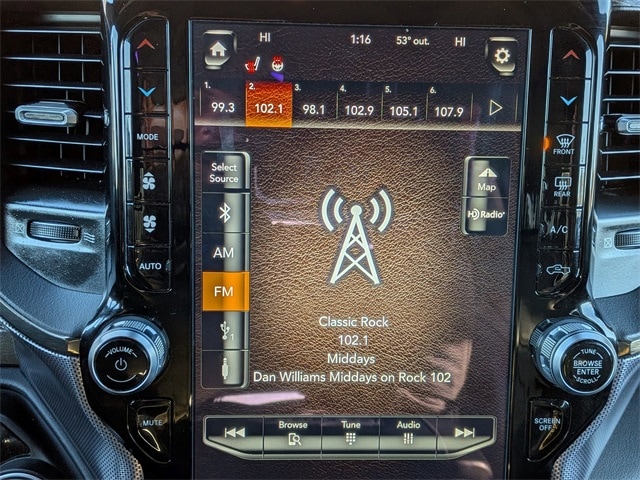 HI 1:16 53° out. HI
1. 2. 3. 4. 5. 6.
99.3 102.1 98.1 102.9 105.1 107.9
MODE
FRONT
Select
Source
Map
REAR
HD Radio
AM
A/C
AUTO
FM
1
Classic Rock
102.1
Middays
Dan Williams Middays on Rock 102
VOLUME
TUNE
BROWSE
ENTER
SCROLL
MUTE
Browse Tune Audio
SCREEN
OFF